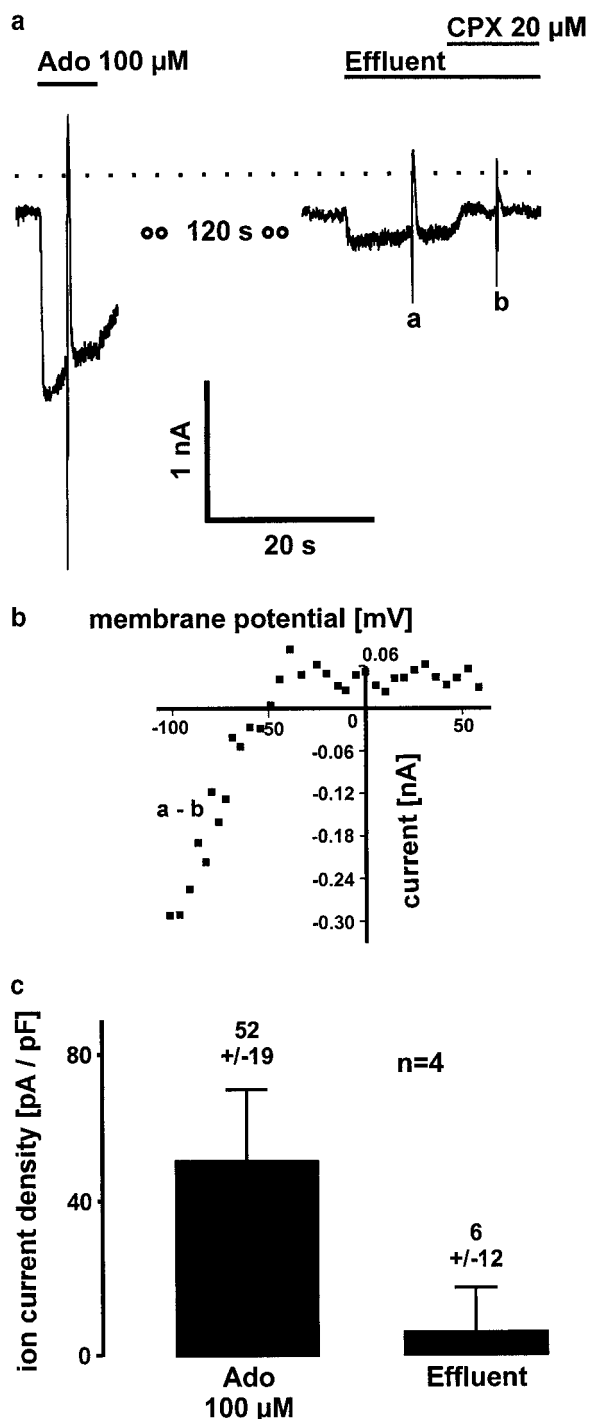 a
CPX 20 µM
Ado 100 µM
Effluent
120 s
a
b
1 nA
20 s
b
membrane potential [mV]
0.06
-100
-50
0
50
-0.06
-0.12
-0.18
-0.24
-0.30
a - b
current [nA]
c
ion current density [pA / pF]
80
40
0
52
+/-19
n=4
6
+/-12
Ado
100 µM
Effluent